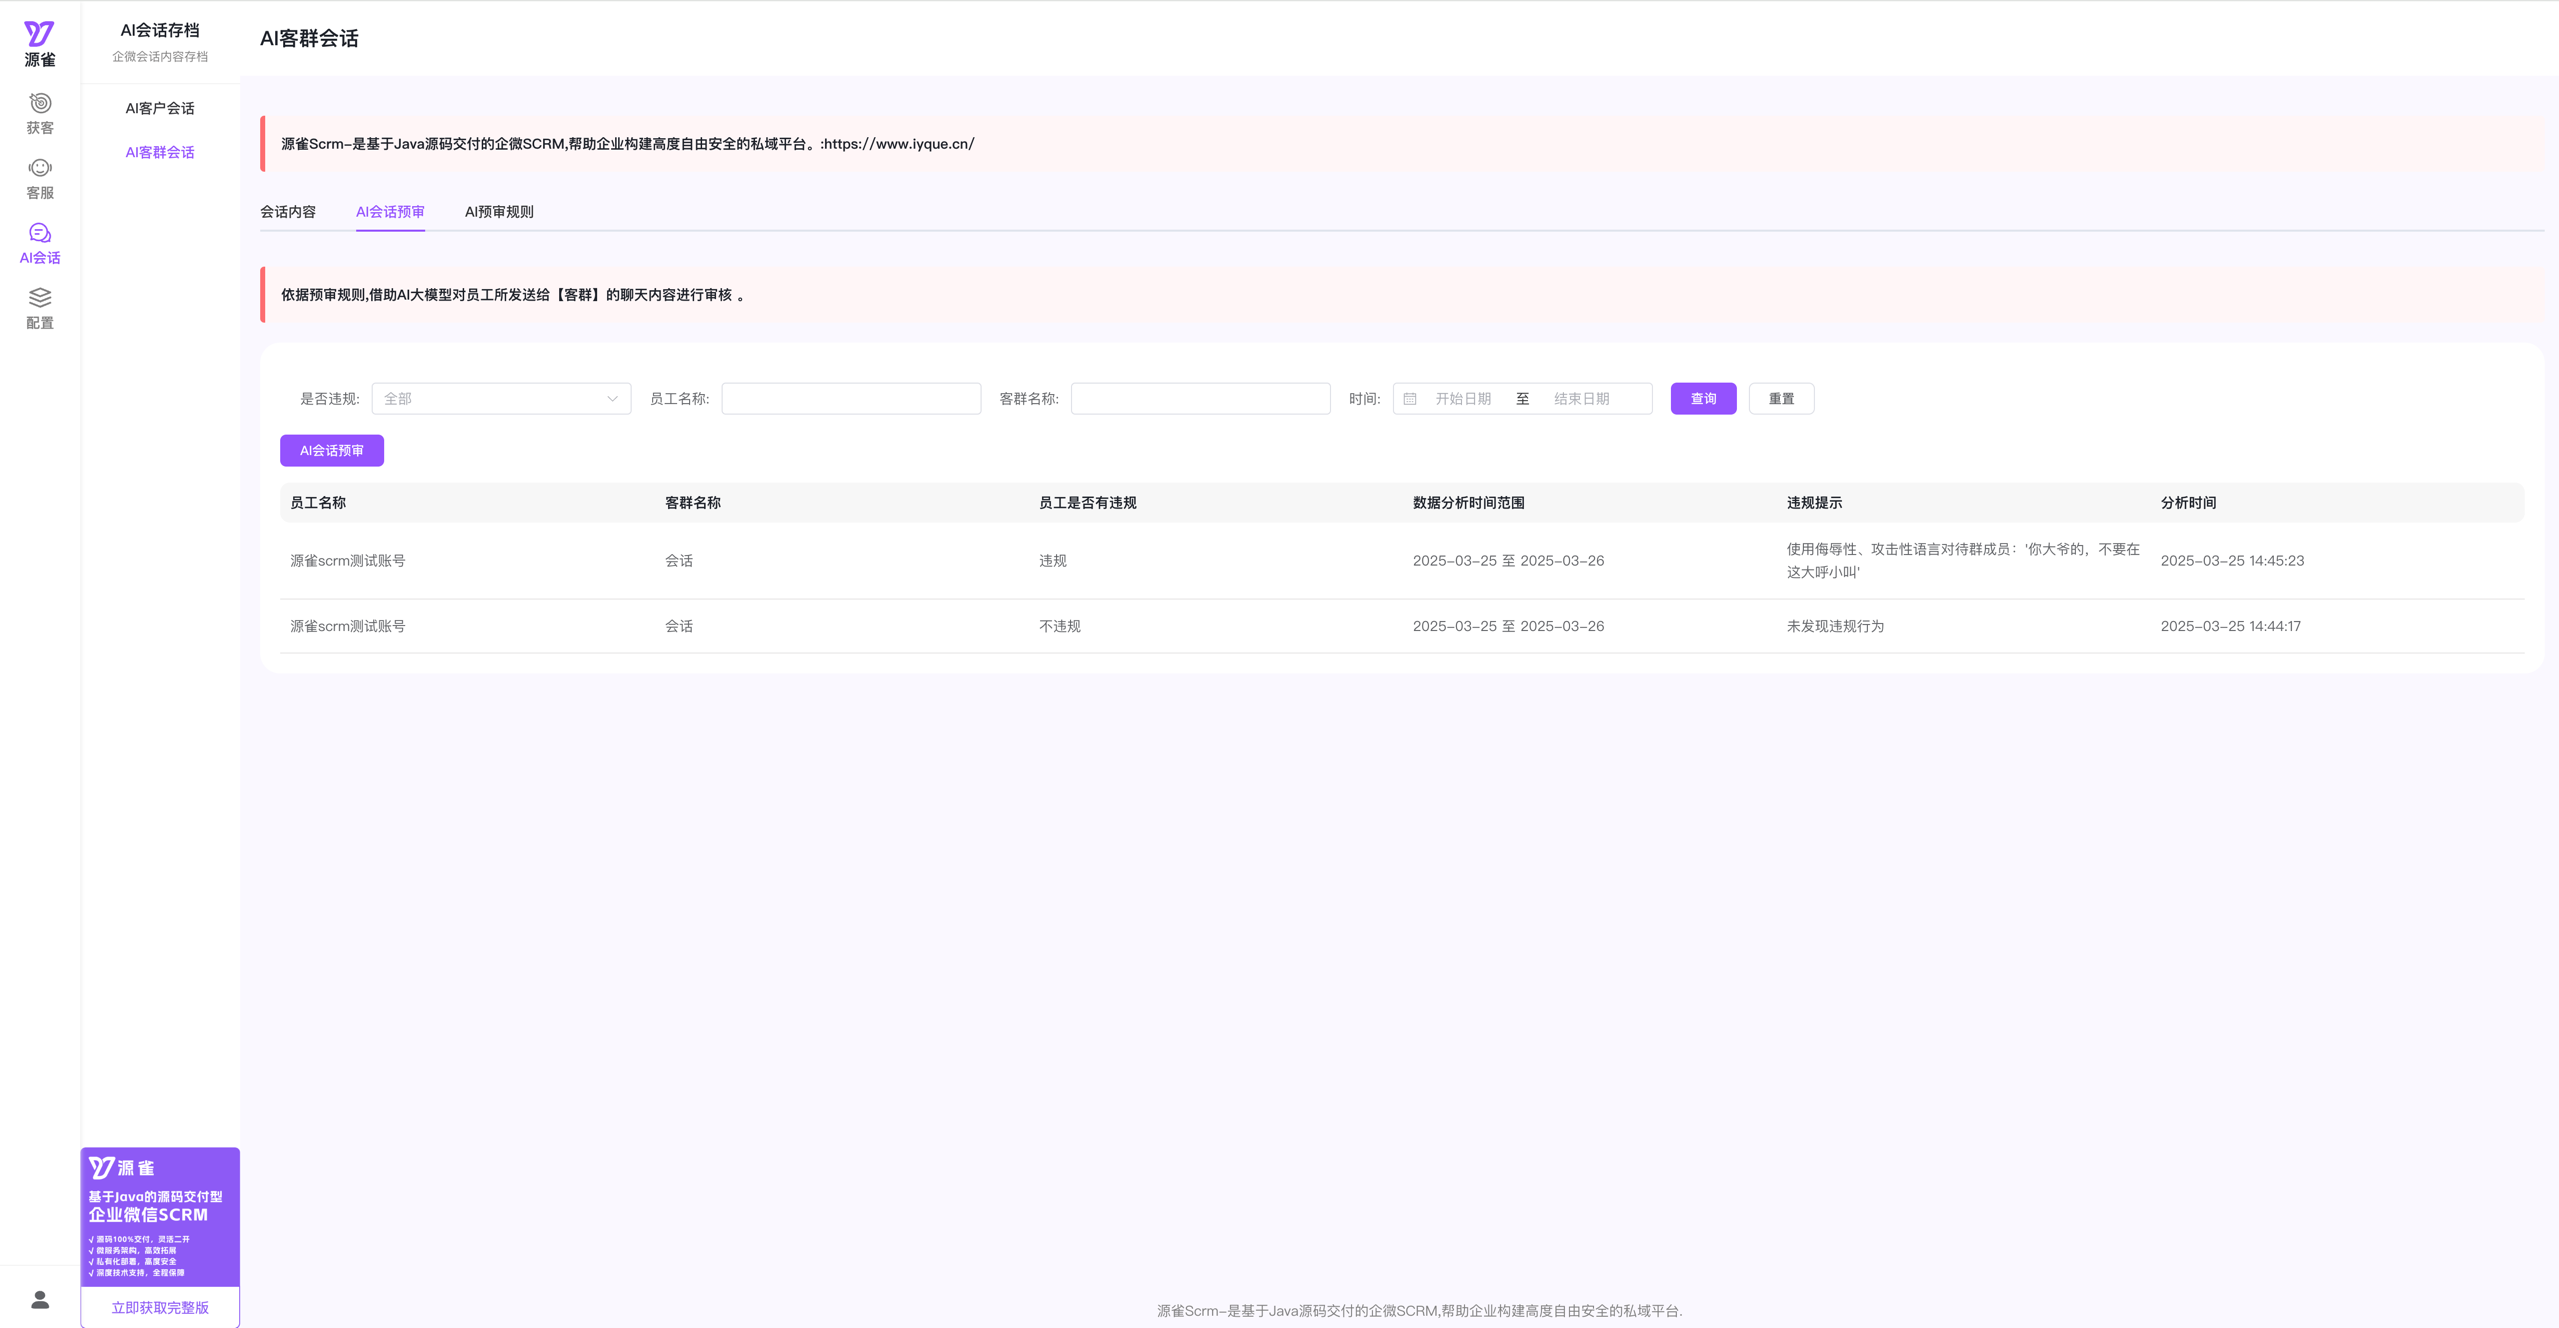 源雀
获客
客服
AI会话
配置
AI会话存档
企微会话内容存档
AI客户会话
AI客群会话
AI客群会话
源雀Scrm-是基于Java源码交付的企微SCRM,帮助企业构建高度自由安全的私域平台。:https://www.iyque.cn/
会话内容 AI会话预审 AI预审规则
依据预审规则,借助AI大模型对员工所发送给【客群】的聊天内容进行审核 。
是否违规: 全部 员工名称: 客群名称: 时间: 开始日期 至 结束日期 查询 重置
AI会话预审
员工名称 客群名称 员工是否有违规 数据分析时间范围 违规提示 分析时间
源雀scrm测试账号 会话 违规 2025-03-25 至 2025-03-26 使用侮辱性、攻击性语言对待群成员：'你大爷的，不要在 2025-03-25 14:45:23
这大呼小叫'
源雀scrm测试账号 会话 不违规 2025-03-25 至 2025-03-26 未发现违规行为 2025-03-25 14:44:17
源雀
基于Java的源码交付型
企业微信SCRM
√ 源码100%交付，灵活二开
√ 微服务架构，高效拓展
√ 私有化部署，高度安全
√ 深度技术支持，全程保障
立即获取完整版
源雀Scrm-是基于Java源码交付的企微SCRM,帮助企业构建高度自由安全的私域平台.